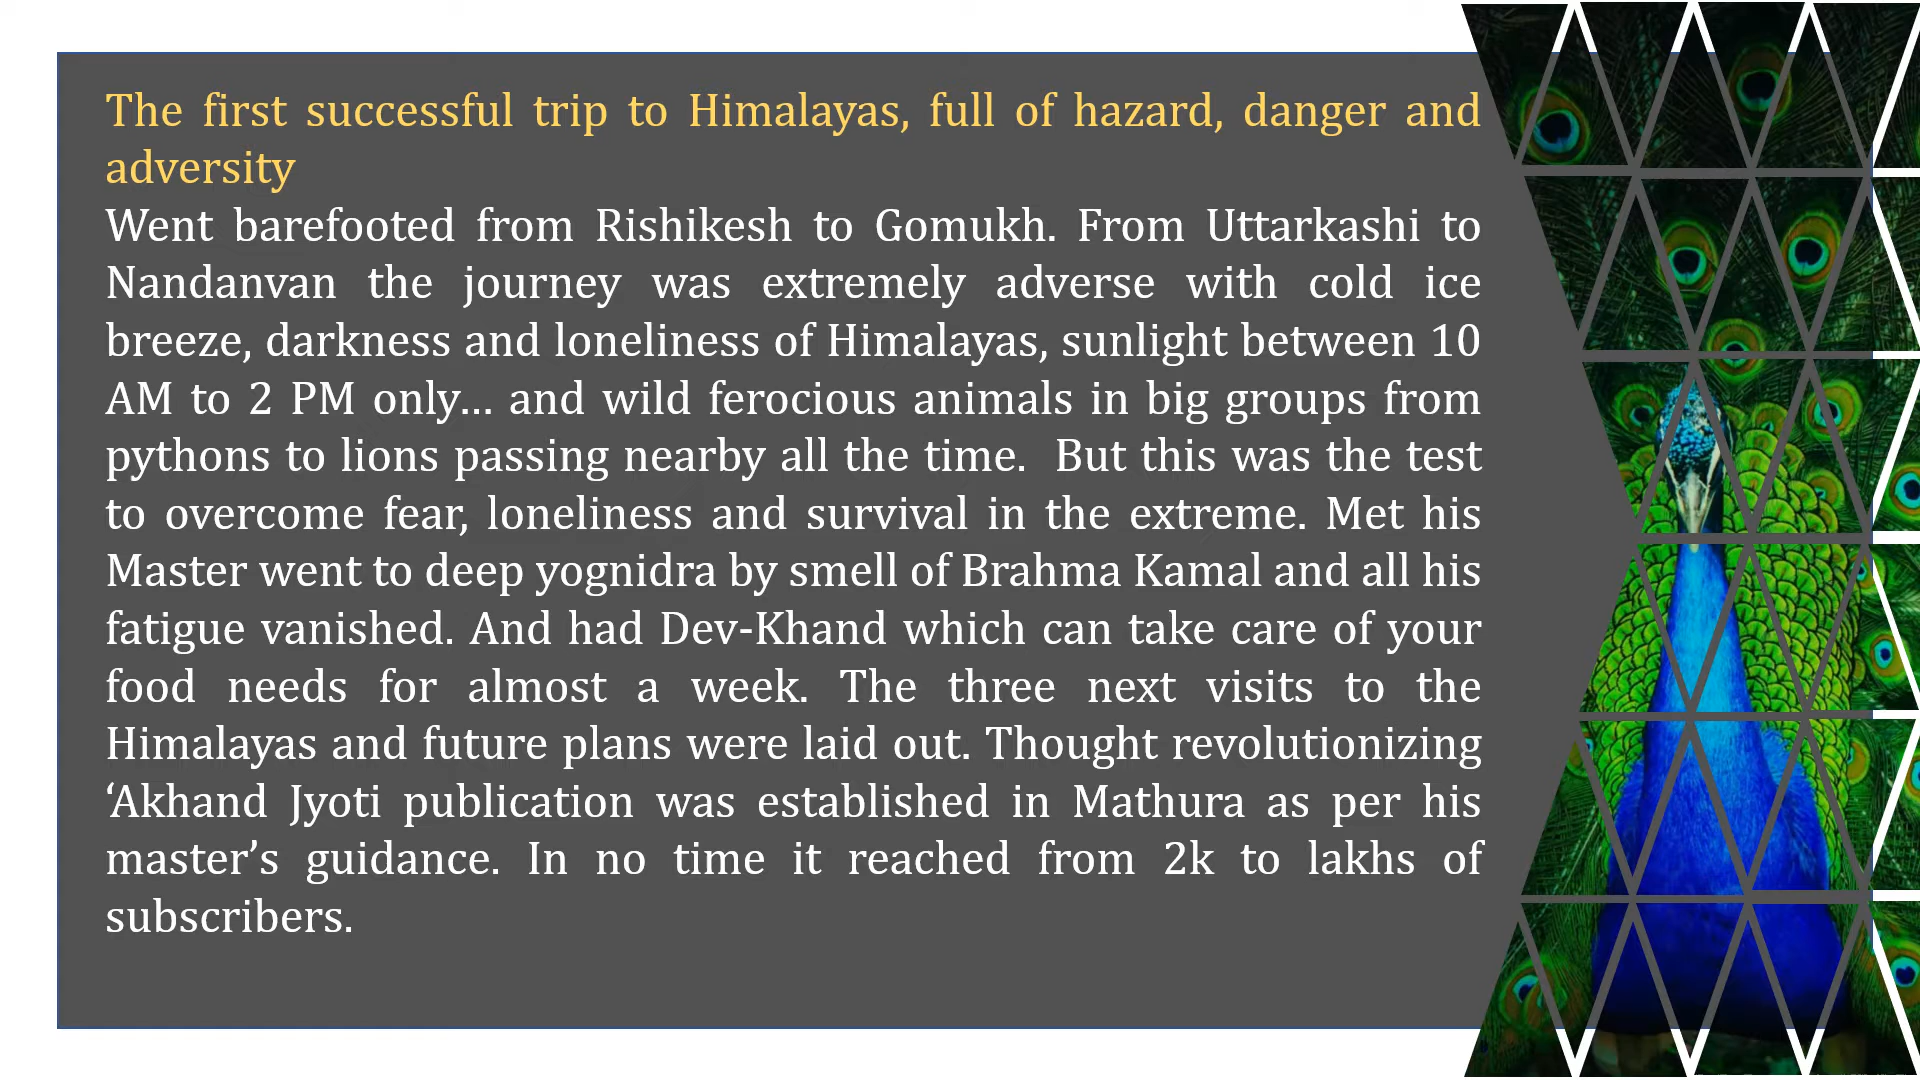 The first successful trip to Himalayas, full of hazard, danger and
adversity
Went barefooted from Rishikesh to Gomukh. From Uttarkashi to
Nandanvan the journey was extremely adverse with cold ice
breeze, darkness and loneliness of Himalayas, sunlight between 10
AM to 2 PM only... and wild ferocious animals in big groups from
pythons to lions passing nearby all the time.  But this was the test
to overcome fear, loneliness and survival in the extreme. Met his
Master went to deep yognidra by smell of Brahma Kamal and all his
fatigue vanished. And had Dev-Khand which can take care of your
food needs for almost a week. The three next visits to the
Himalayas and future plans were laid out. Thought revolutionizing
‘Akhand Jyoti publication was established in Mathura as per his
master’s guidance. In no time it reached from 2k to lakhs of
subscribers.